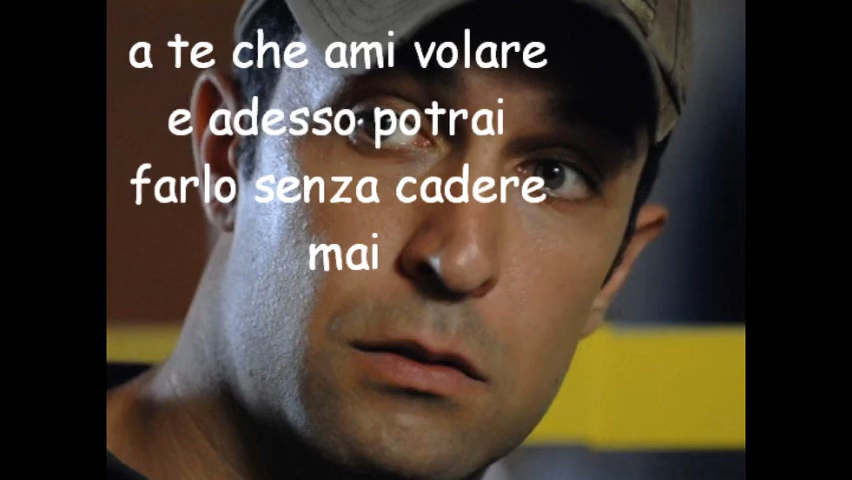 a te che ami volare
e adesso potrai
farlo senza cadere
mai